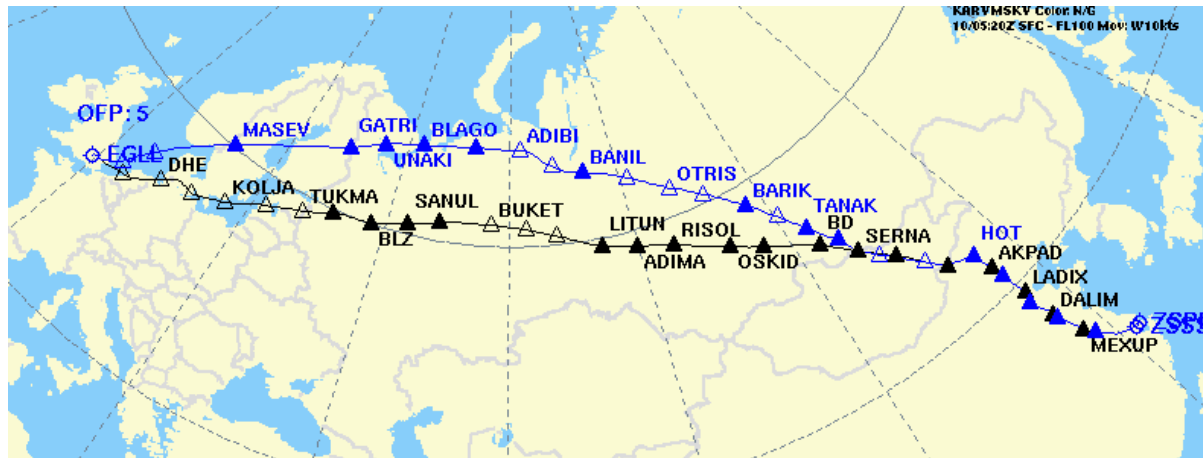 KARYMSKY Color: N/G
10/05:20Z SFC - FL100 Mov: W10kts
OFP: 5
EGLL
MASEV
GATRI
BLAGO
UNAKI
ADIBI
BANIL
OTRIS
BARIK
TANAK
HOT
DHE
KOLJA
TUKMA
BLZ
SANUL
BUKET
LITUN
ADIMA
RISOL
OSKID
BD
SERNA
AKPAD
LADIX
DALIM
MEXUP